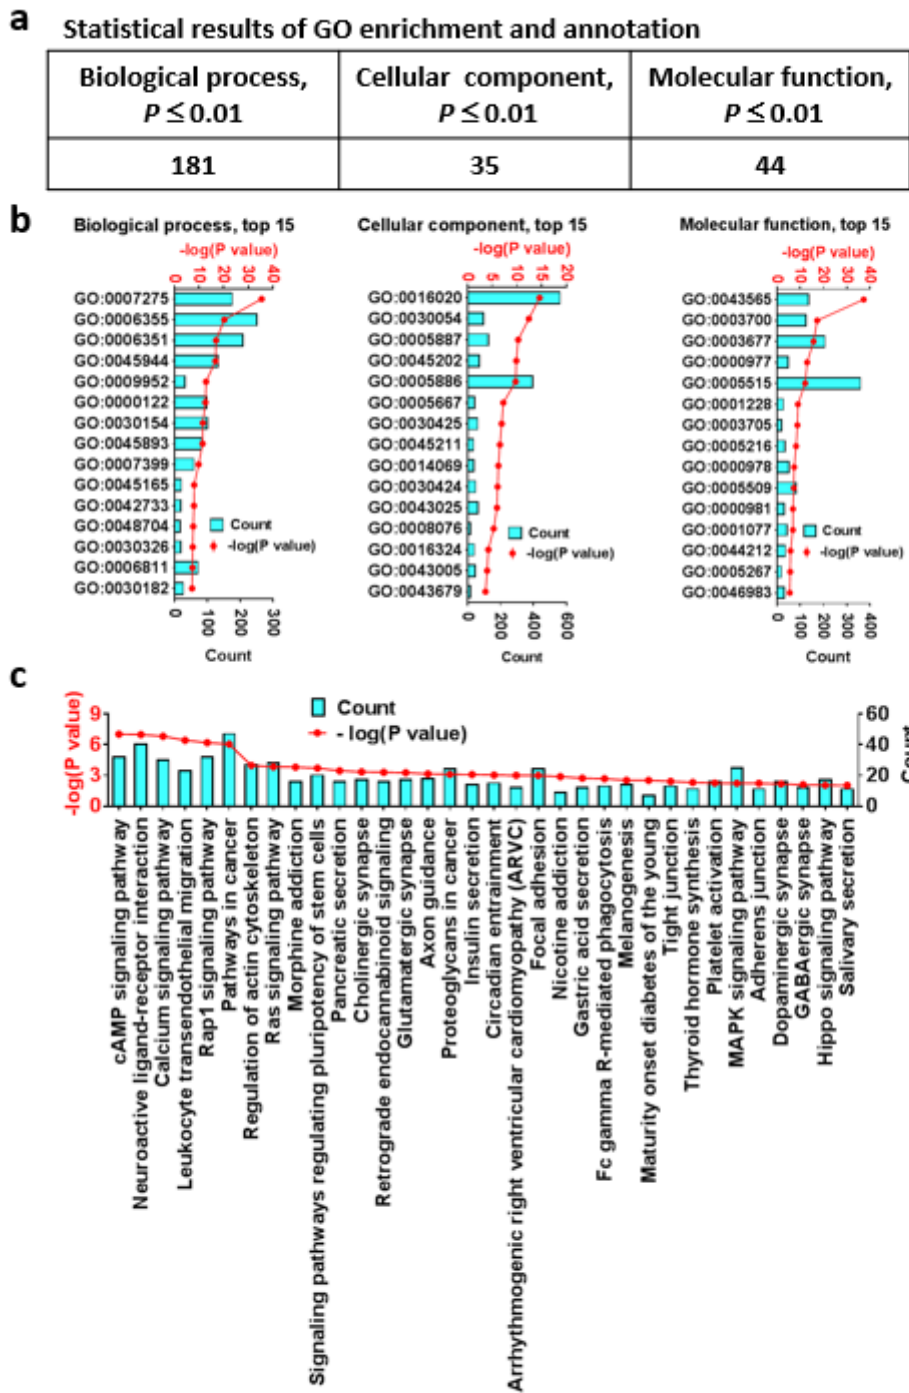 a
Statistical results of GO enrichment and annotation
Biological process, P ≤ 0.01
Cellular component, P ≤ 0.01
Molecular function, P ≤ 0.01
181
35
44
b
Biological process, top 15
-log(P value)
0 10 20 30 40
GO:0007275
GO:0006355
GO:0006351
GO:0045944
GO:0009952
GO:0000122
GO:0030154
GO:0045893
GO:0007399
GO:0045165
GO:0042733
GO:0048704
GO:0030326
GO:0006811
GO:0030182
Count
-log(P value)
0 100 200 300
Count
Cellular component, top 15
-log(P value)
0 5 10 15 20
GO:0016020
GO:0030054
GO:0005887
GO:0045202
GO:0005886
GO:0005667
GO:0030425
GO:0045211
GO:0014069
GO:0030424
GO:0043025
GO:0008076
GO:0016324
GO:0043005
GO:0043679
Count
-log(P value)
0 200 400 600
Count
Molecular function, top 15
-log(P value)
0 10 20 30 40
GO:0043565
GO:0003700
GO:0003677
GO:0000977
GO:0005515
GO:0001228
GO:0003705
GO:0005216
GO:0000978
GO:0005509
GO:0000981
GO:0001077
GO:0044212
GO:0005267
GO:0046983
Count
-log(P value)
0 100 200 300 400
Count
c
-log(P value)
9
6
3
0
Count
- log(P value)
60
40
20
0
Count
cAMP signaling pathway
Neuroactive ligand-receptor interaction
Calcium signaling pathway
Leukocyte transendothelial migration
Rap1 signaling pathway
Pathways in cancer
Regulation of actin cytoskeleton
Ras signaling pathway
Morphine addiction
Signaling pathways regulating pluripotency of stem cells
Pancreatic secretion
Cholinergic synapse
Retrograde endocannabinoid signaling
Glutamatergic synapse
Axon guidance
Proteoglycans in cancer
Insulin secretion
Circadian entrainment
Arrhythmogenic right ventricular cardiomyopathy (ARVC)
Focal adhesion
Nicotine addiction
Gastric acid secretion
Fc gamma R-mediated phagocytosis
Melanogenesis
Maturity onset diabetes of the young
Tight junction
Thyroid hormone synthesis
Platelet activation
MAPK signaling pathway
Adherens junction
Dopaminergic synapse
GABAergic synapse
Hippo signaling pathway
Salivary secretion